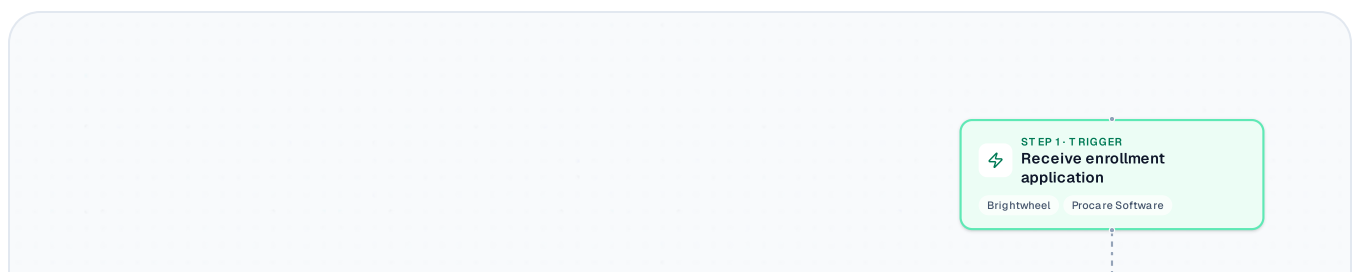 STEP 1 · TRIGGER
Receive enrollment
application
Brightwheel Procare Software